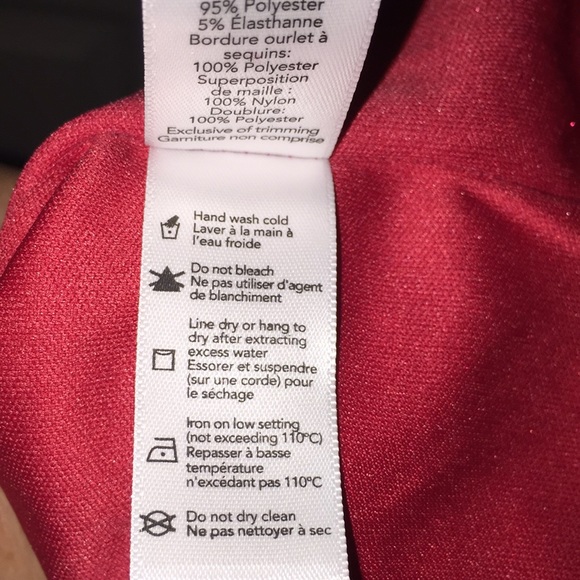 95% Polyester
5% Élasthanne
Bordure ourlet à
sequins:
100% Polyester
Superposition
de maille :
100% Nylon
Doublure:
100% Polyester
Exclusive of trimming
Garniture non comprise
Hand wash cold
Laver à la main à
l'eau froide
Do not bleach
Ne pas utiliser d'agent
de blanchiment
Line dry or hang to
dry after extracting
excess water
Essorer et suspendre
(sur une corde) pour
le séchage
Iron on low setting
(not exceeding 110°C)
Repasser à basse
température
n'excédant pas 110°C
Do not dry clean
Ne pas nettoyer à sec